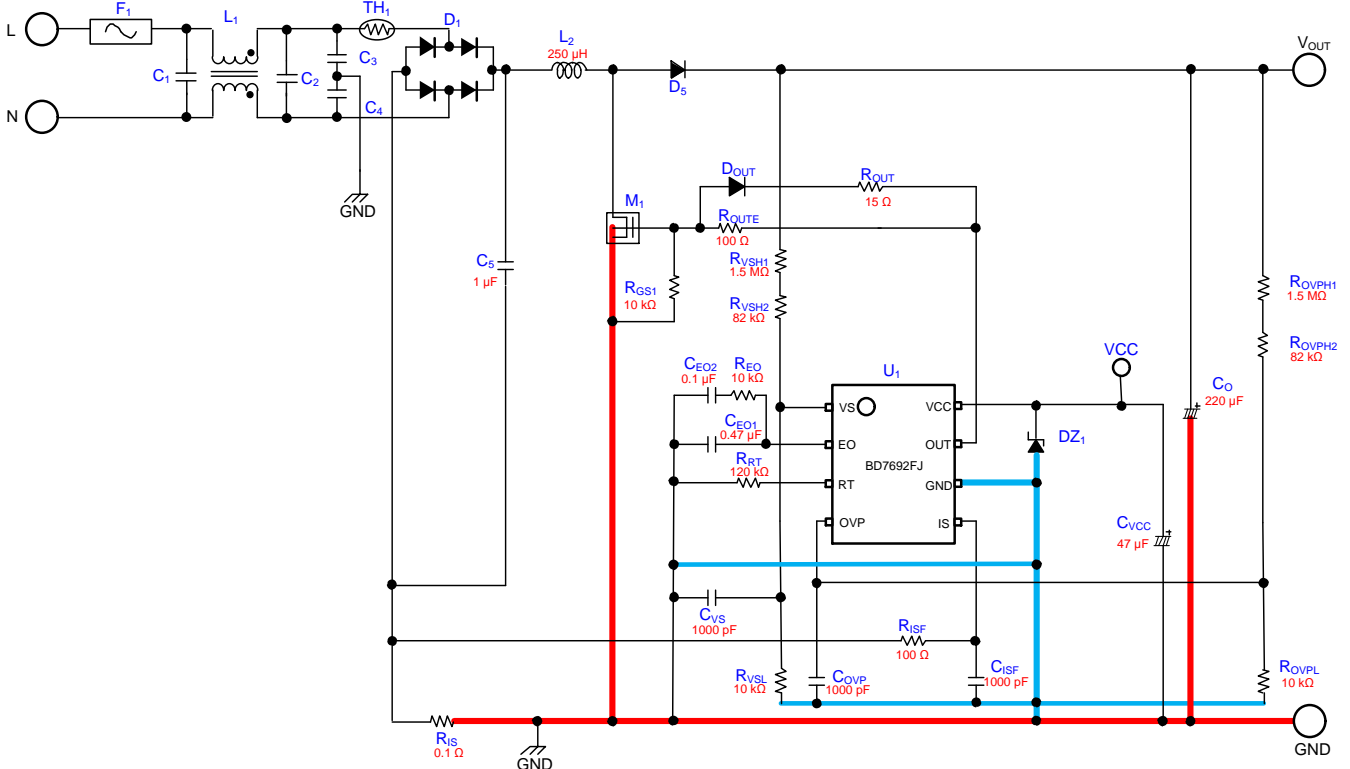 F1
L1
TH1
D1
L
L2
250 µH
VOUT
C1
C2
C3
D5
N
C4
DOUT
ROUT
15 Ω
GND
M1
ROUTE
100 Ω
C5
1 µF
RVSH1
1.5 MΩ
RGS1
10 kΩ
RVSH2
82 kΩ
ROVPH1
1.5 MΩ
ROVPH2
82 kΩ
VCC
CEO2
0.1 µF
REO
10 kΩ
U1
CO
220 µF
VS
VCC
CEO1
0.47 µF
EO
OUT
DZ1
RRT
120 kΩ
BD7692FJ
RT
GND
OVP
IS
CVCC
47 µF
CVS
1000 pF
RISF
100 Ω
RVSL
10 kΩ
COVP
1000 pF
CISF
1000 pF
ROVPL
10 kΩ
RIS
0.1 Ω
GND
GND